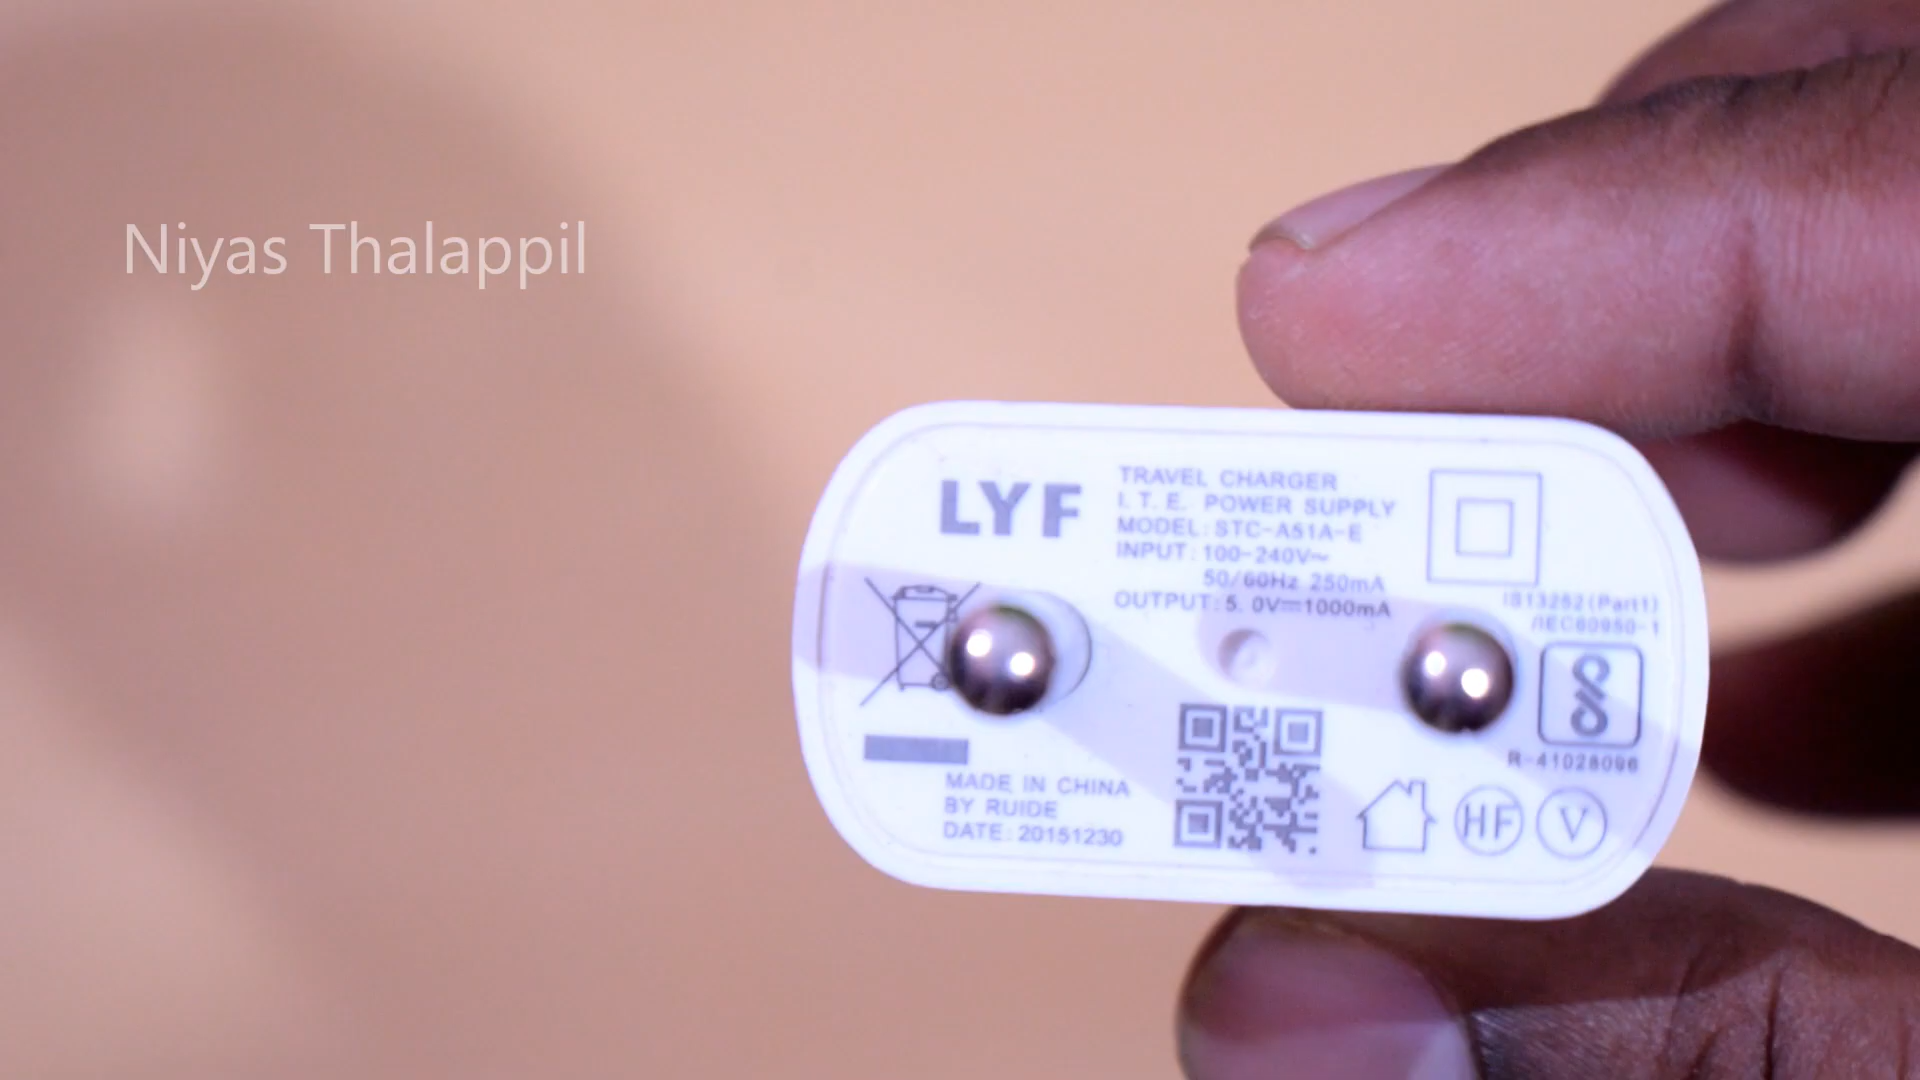 Niyas Thalappil
LYF
TRAVEL CHARGER
I. T. E. POWER SUPPLY
MODEL: STC-A51A-E
INPUT: 100-240V~
50/60Hz 250mA
OUTPUT: 5. 0V⎓1000mA
IS13252(Part1)
/IEC60950-1
R-41028096
MADE IN CHINA
BY RUIDE
DATE: 20151230
HF
V